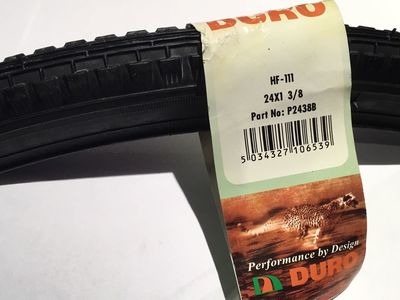 DURO
HF-111
24X1 3/8
Part No: P2438B
5 034327 106539
Performance by Design
DURO